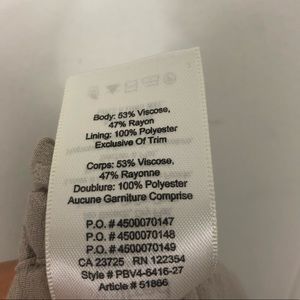 Body: 53% Viscose,
47% Rayon
Lining: 100% Polyester
Exclusive Of Trim
Corps: 53% Viscose,
47% Rayonne
Doublure: 100% Polyester
Aucune Garniture Comprise
P.O. # 4500070147
P.O. # 4500070148
P.O. # 4500070149
CA 23725 RN 122354
Style # PBV4-6416-27
Article # 51866